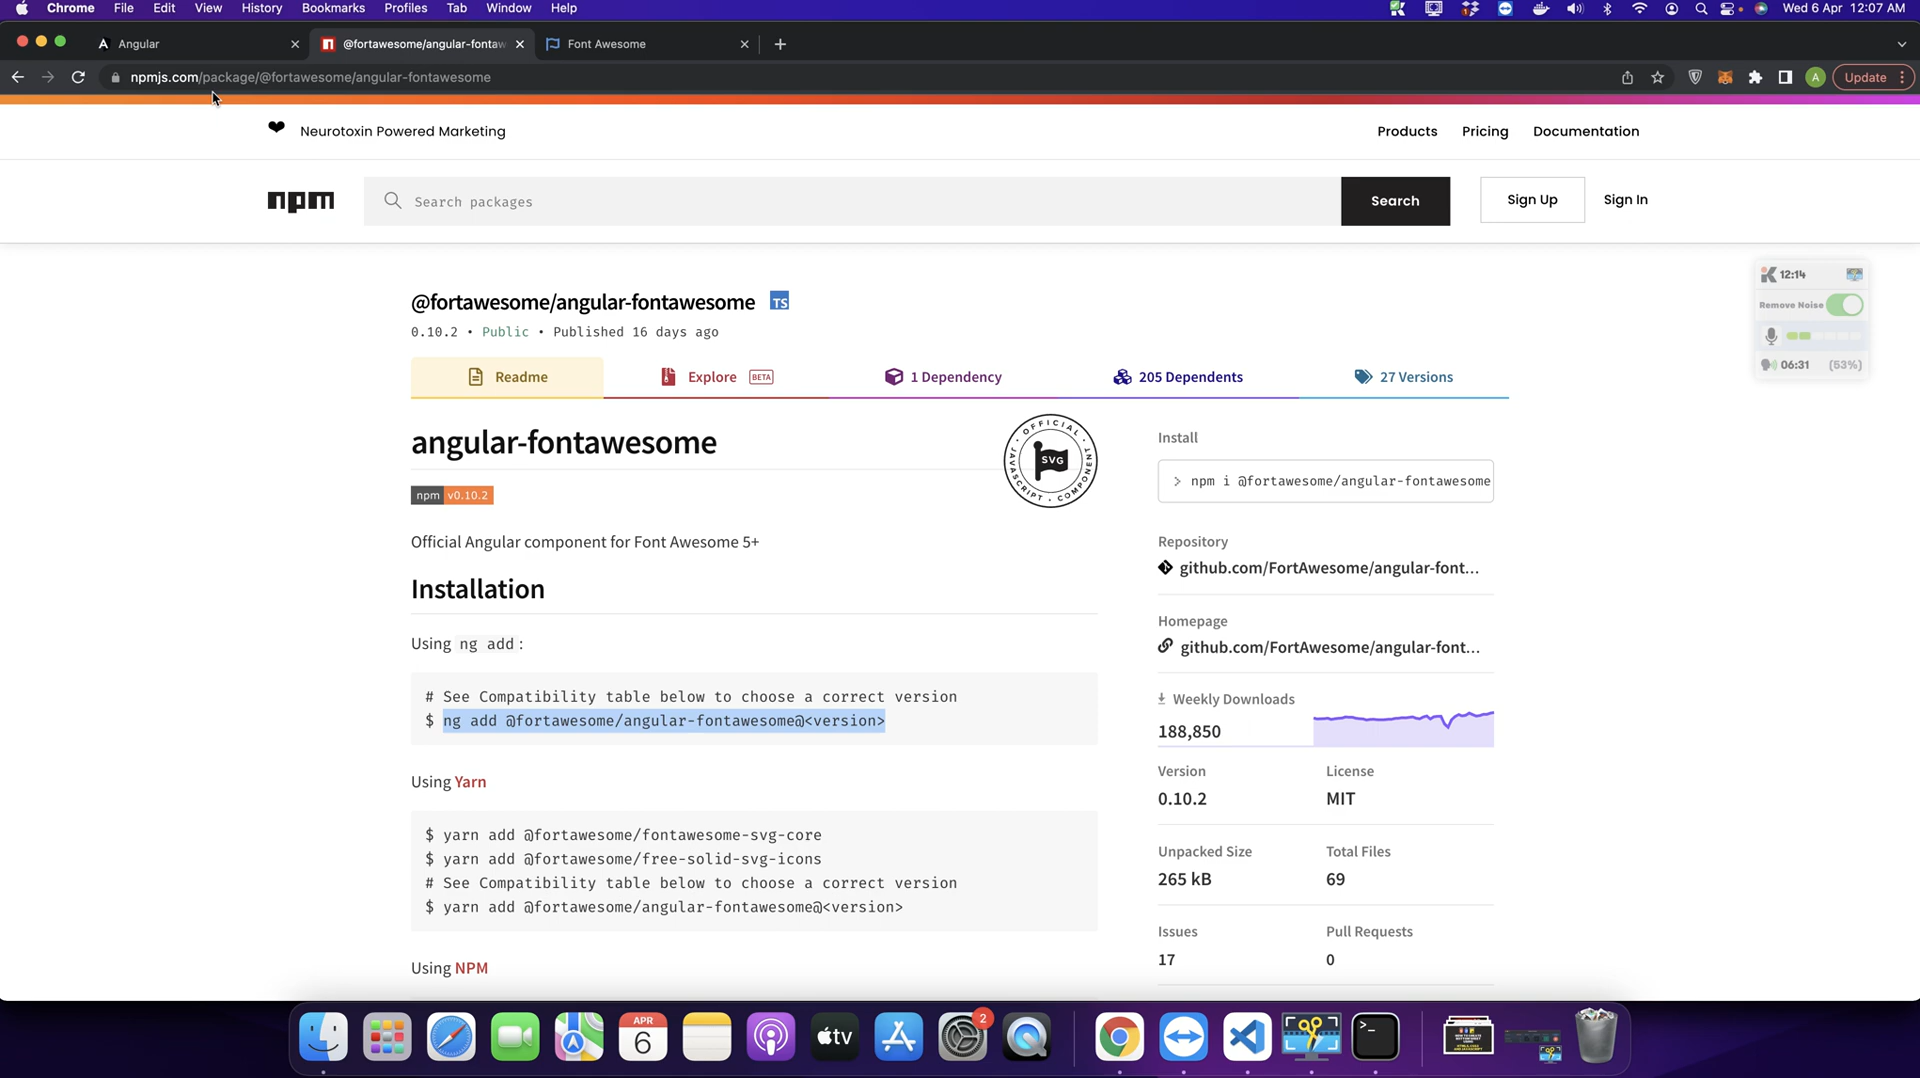 Chrome File Edit View History Bookmarks Profiles Tab Window Help
Wed 6 Apr 12:07 AM
Angular
@fortawesome/angular-fontaw
Font Awesome
npmjs.com/package/@fortawesome/angular-fontawesome
A
Update
Neurotoxin Powered Marketing
Products Pricing Documentation
npm
Search packages
Search
Sign Up
Sign In
12:14
Remove Noise
06:31 (53%)
@fortawesome/angular-fontawesome TS
0.10.2 • Public • Published 16 days ago
Readme
Explore BETA
1 Dependency
205 Dependents
27 Versions
angular-fontawesome
OFFICIAL SVG JAVASCRIPT COMPONENT
npm v0.10.2
Official Angular component for Font Awesome 5+
Installation
Using ng add :
# See Compatibility table below to choose a correct version
$ ng add @fortawesome/angular-fontawesome@<version>
Using Yarn
$ yarn add @fortawesome/fontawesome-svg-core
$ yarn add @fortawesome/free-solid-svg-icons
# See Compatibility table below to choose a correct version
$ yarn add @fortawesome/angular-fontawesome@<version>
Using NPM
Install
> npm i @fortawesome/angular-fontawesome
Repository
github.com/FortAwesome/angular-font...
Homepage
github.com/FortAwesome/angular-font...
Weekly Downloads
188,850
Version
0.10.2
License
MIT
Unpacked Size
265 kB
Total Files
69
Issues
17
Pull Requests
0
APR
6
tv
2
>_